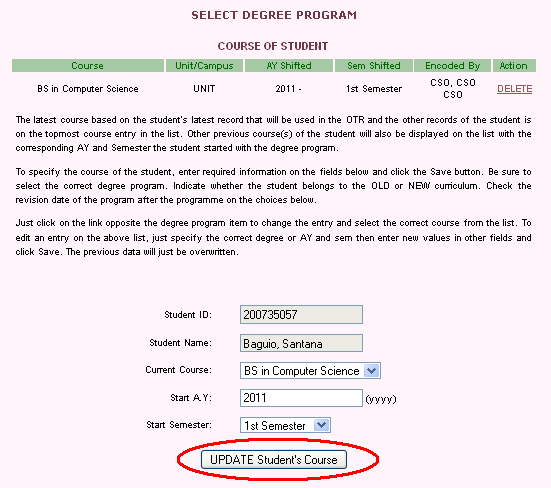 SELECT DEGREE PROGRAM
COURSE OF STUDENT
Course Unit/Campus AY Shifted Sem Shifted Encoded By Action
BS in Computer Science UNIT 2011 - 1st Semester CSO, CSO CSO DELETE
The latest course based on the student's latest record that will be used in the OTR and the other records of the student is
on the topmost course entry in the list. Other previous course(s) of the student will also be displayed on the list with the
corresponding AY and Semester the student started with the degree program.
To specify the course of the student, enter required information on the fields below and click the Save button. Be sure to
select the correct degree program. Indicate whether the student belongs to the OLD or NEW curriculum. Check the
revision date of the program after the programme on the choices below.
Just click on the link opposite the degree program item to change the entry and select the correct course from the list. To
edit an entry on the above list, just specify the correct degree or AY and sem then enter new values in other fields and
click Save. The previous data will just be overwritten.
Student ID: 200735057
Student Name: Baguio, Santana
Current Course: BS in Computer Science
Start A.Y: 2011 (yyyy)
Start Semester: 1st Semester
UPDATE Student's Course